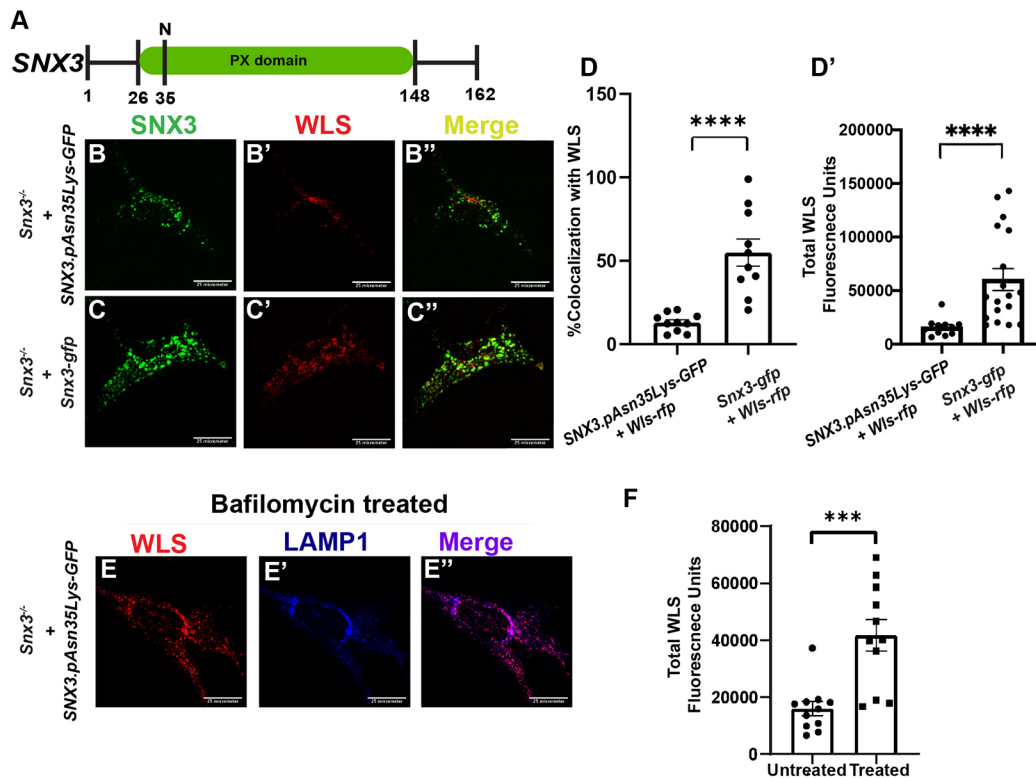 A
N
SNX3
PX domain
1
26
35
148
162
SNX3
WLS
Merge
Snx3-/-
+
SNX3.pAsn35Lys-GFP
B
B'
B''
25 micrometer
25 micrometer
25 micrometer
Snx3-/-
+
Snx3-gfp
C
C'
C''
25 micrometer
25 micrometer
25 micrometer
D
%Colocalization with WLS
150
100
50
0
****
SNX3.pAsn35Lys-GFP
+ Wls-rfp
Snx3-gfp
+ Wls-rfp
D'
Total WLS
Fluorescnece Units
200000
150000
100000
50000
0
****
SNX3.pAsn35Lys-GFP
+ Wls-rfp
Snx3-gfp
+ Wls-rfp
Bafilomycin treated
WLS
LAMP1
Merge
Snx3-/-
+
SNX3.pAsn35Lys-GFP
E
E'
E''
25 micrometer
25 micrometer
25 micrometer
F
Total WLS
Fluorescnece Units
80000
60000
40000
20000
0
***
Untreated
Treated